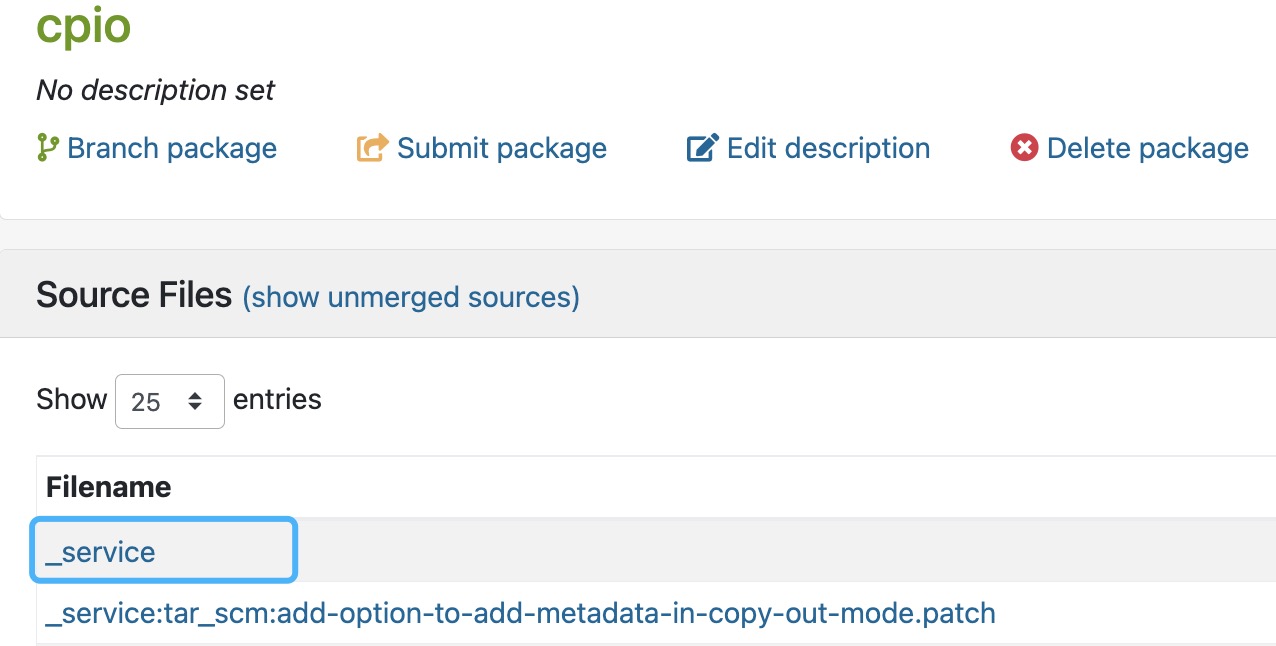 cpio
No description set
Branch package Submit package Edit description Delete package
Source Files (show unmerged sources)
Show 25 entries
Filename
_service
_service:tar_scm:add-option-to-add-metadata-in-copy-out-mode.patch